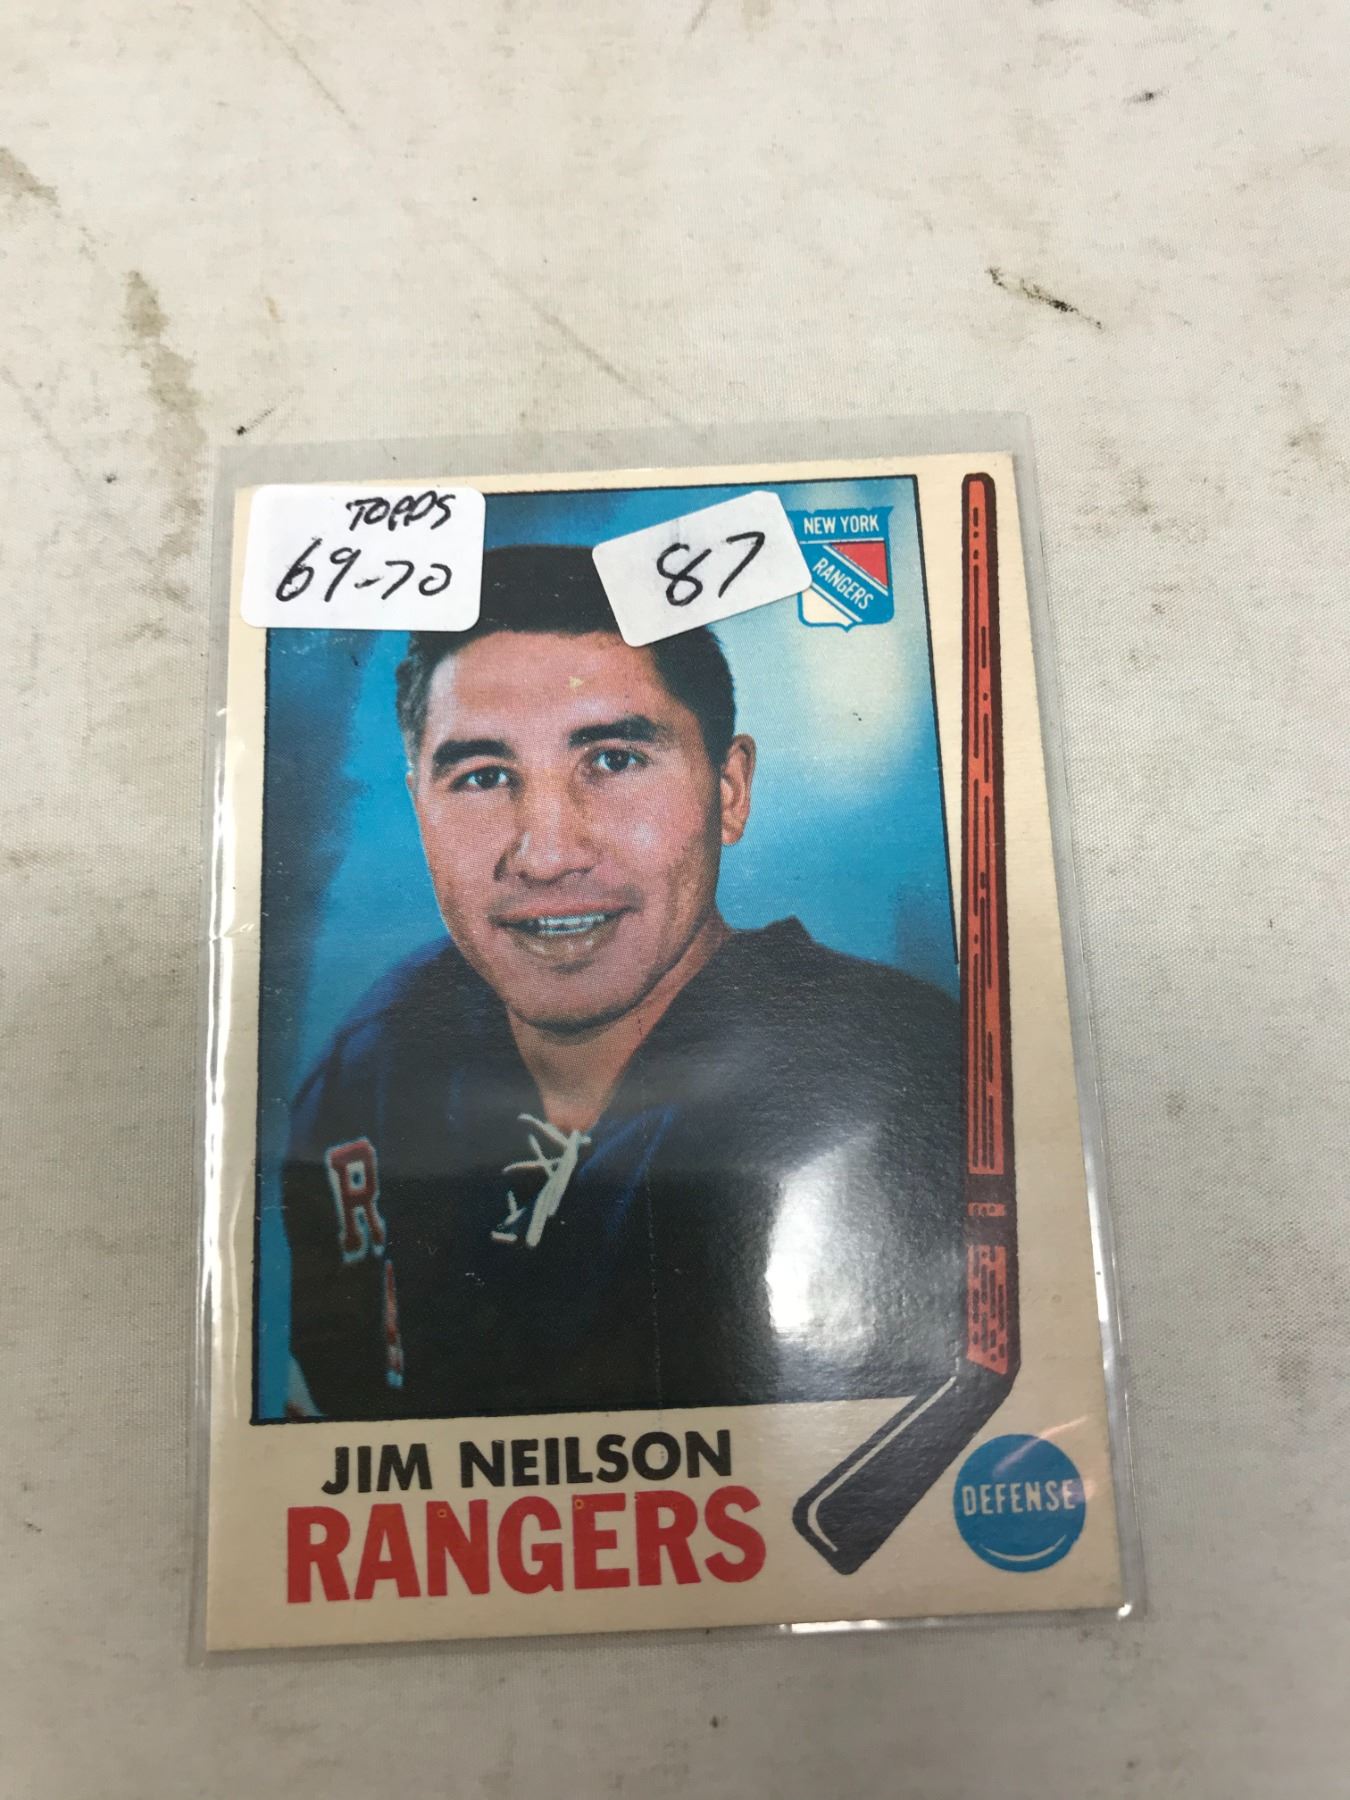 TOPPS
69-70
87
NEW YORK
RANGERS
R
JIM NEILSON
RANGERS
DEFENSE